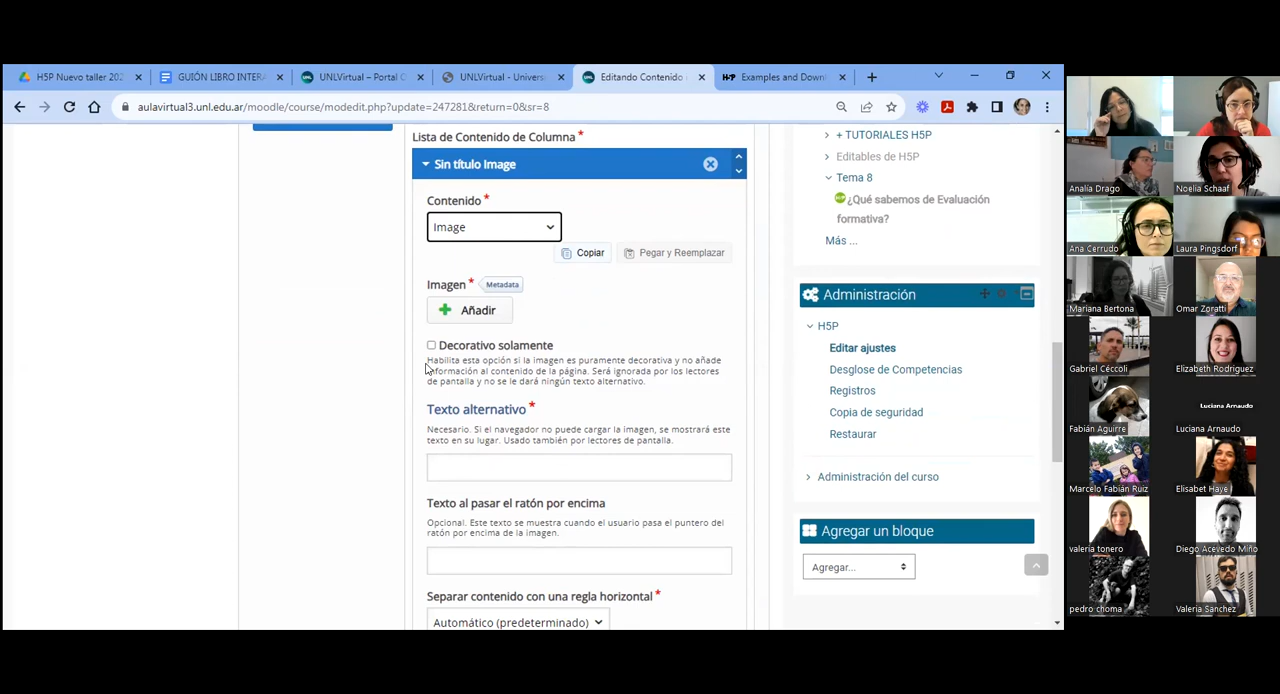 H5P Nuevo taller 202
GUIÓN LIBRO INTERA
UNLVirtual – Portal C
UNLVirtual - Univers
Editando Contenido
H-P Examples and Down
aulavirtual3.unl.edu.ar/moodle/course/modedit.php?update=247281&return=0&sr=8
Lista de Contenido de Columna *
Sin título Image
Contenido *
Image
Copiar
Pegar y Reemplazar
Imagen * Metadata
Añadir
Decorativo solamente
Habilita esta opción si la imagen es puramente decorativa y no añade
información al contenido de la página. Será ignorada por los lectores
de pantalla y no se le dará ningún texto alternativo.
Texto alternativo *
Necesario. Si el navegador no puede cargar la imagen, se mostrará este
texto en su lugar. Usado también por lectores de pantalla.
Texto al pasar el ratón por encima
Opcional. Este texto se muestra cuando el usuario pasa el puntero del
ratón por encima de la imagen.
Separar contenido con una regla horizontal *
Automático (predeterminado)
+ TUTORIALES H5P
Editables de H5P
Tema 8
¿Qué sabemos de Evaluación
formativa?
Más ...
Administración
H5P
Editar ajustes
Desglose de Competencias
Registros
Copia de seguridad
Restaurar
Administración del curso
Agregar un bloque
Agregar...
Analía Drago
Noelia Schaaf
Ana Cerrudo
Laura Pingsdorf
Mariana Bertona
Omar Zoratti
Gabriel Céccoli
Elizabeth Rodriguez
Fabián Aguirre
Luciana Arnaudo
Luciana Arnaudo
Marcelo Fabián Ruiz
Elisabet Haye
valeria tonero
Diego Acevedo Miño
pedro choma
Valeria Sanchez